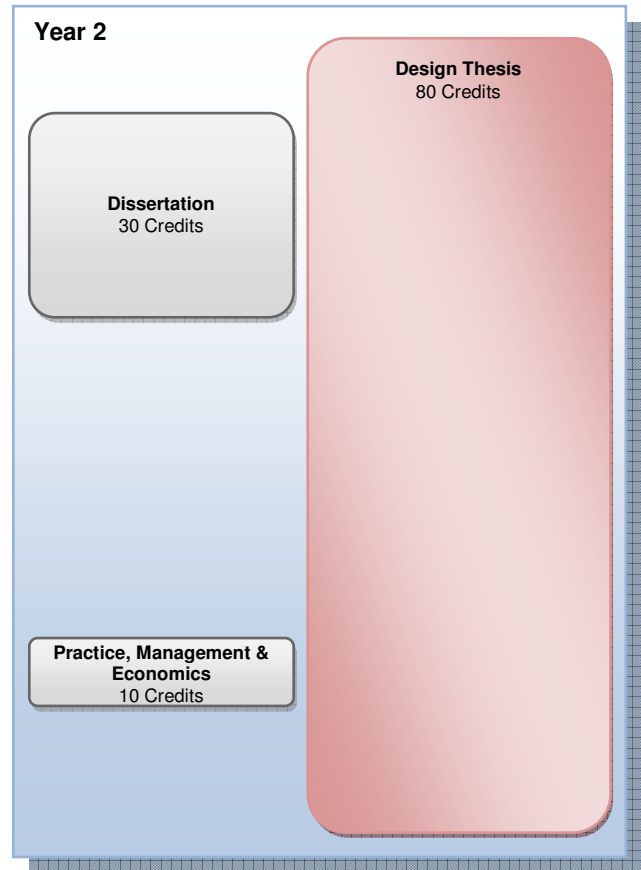 Year 2
Design Thesis
80 Credits
Dissertation
30 Credits
Practice, Management &
Economics
10 Credits